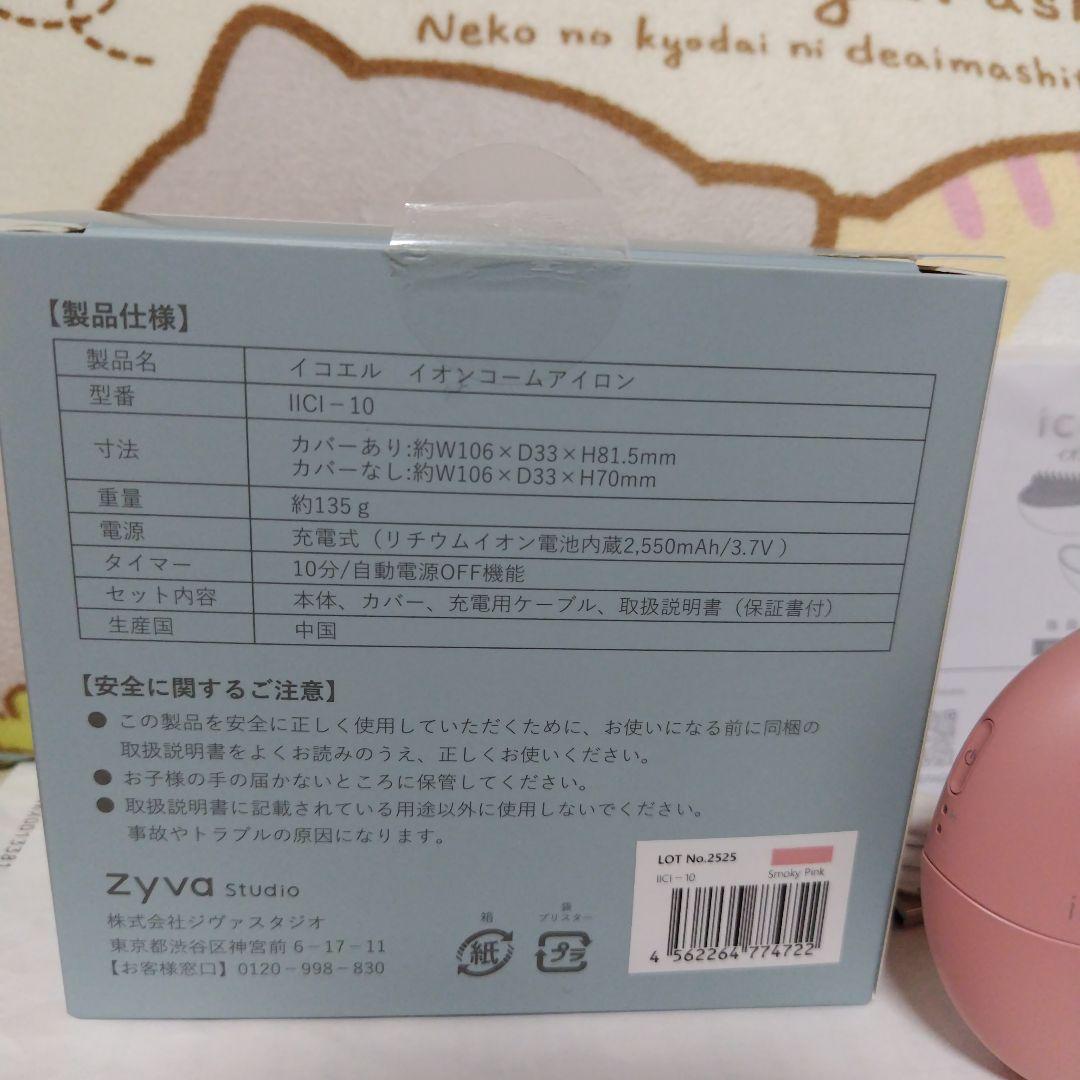 Neko no kyodai ni deaimashit
【製品仕様】
製品名 イコエル イオンコームアイロン
型番 IICI－10
寸法 カバーあり:約W106×D33×H81.5mm
カバーなし:約W106×D33×H70mm
重量 約135ｇ
電源 充電式（リチウムイオン電池内蔵2,550mAh/3.7V ）
タイマー 10分/自動電源OFF機能
セット内容 本体、カバー、充電用ケーブル、取扱説明書（保証書付）
生産国 中国
【安全に関するご注意】
● この製品を安全に正しく使用していただくために、お使いになる前に同梱の
取扱説明書をよくお読みのうえ、正しくお使いください。
● お子様の手の届かないところに保管してください。
● 取扱説明書に記載されている用途以外に使用しないでください。
事故やトラブルの原因になります。
zyva studio
株式会社ジヴァスタジオ
東京都渋谷区神宮前 6－17－11
【お客様窓口】0120－998－830
箱
紙
袋
ブリスター
プラ
LOT No.2525
IICI－10 Smoky Pink
4 562264 774722
ic